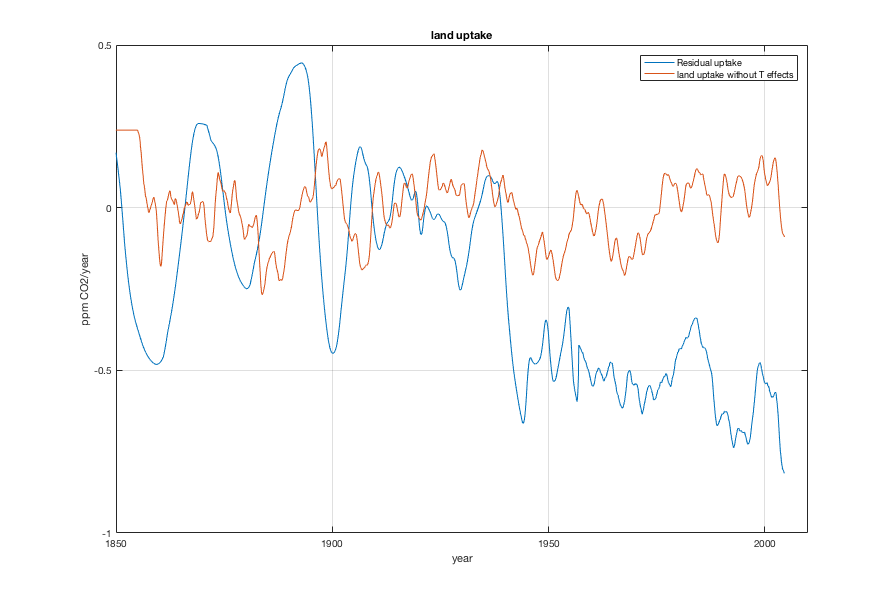 land uptake
Residual uptake
land uptake without T effects
0.5
0
-0.5
-1
ppm CO2/year
1850
1900
1950
2000
year